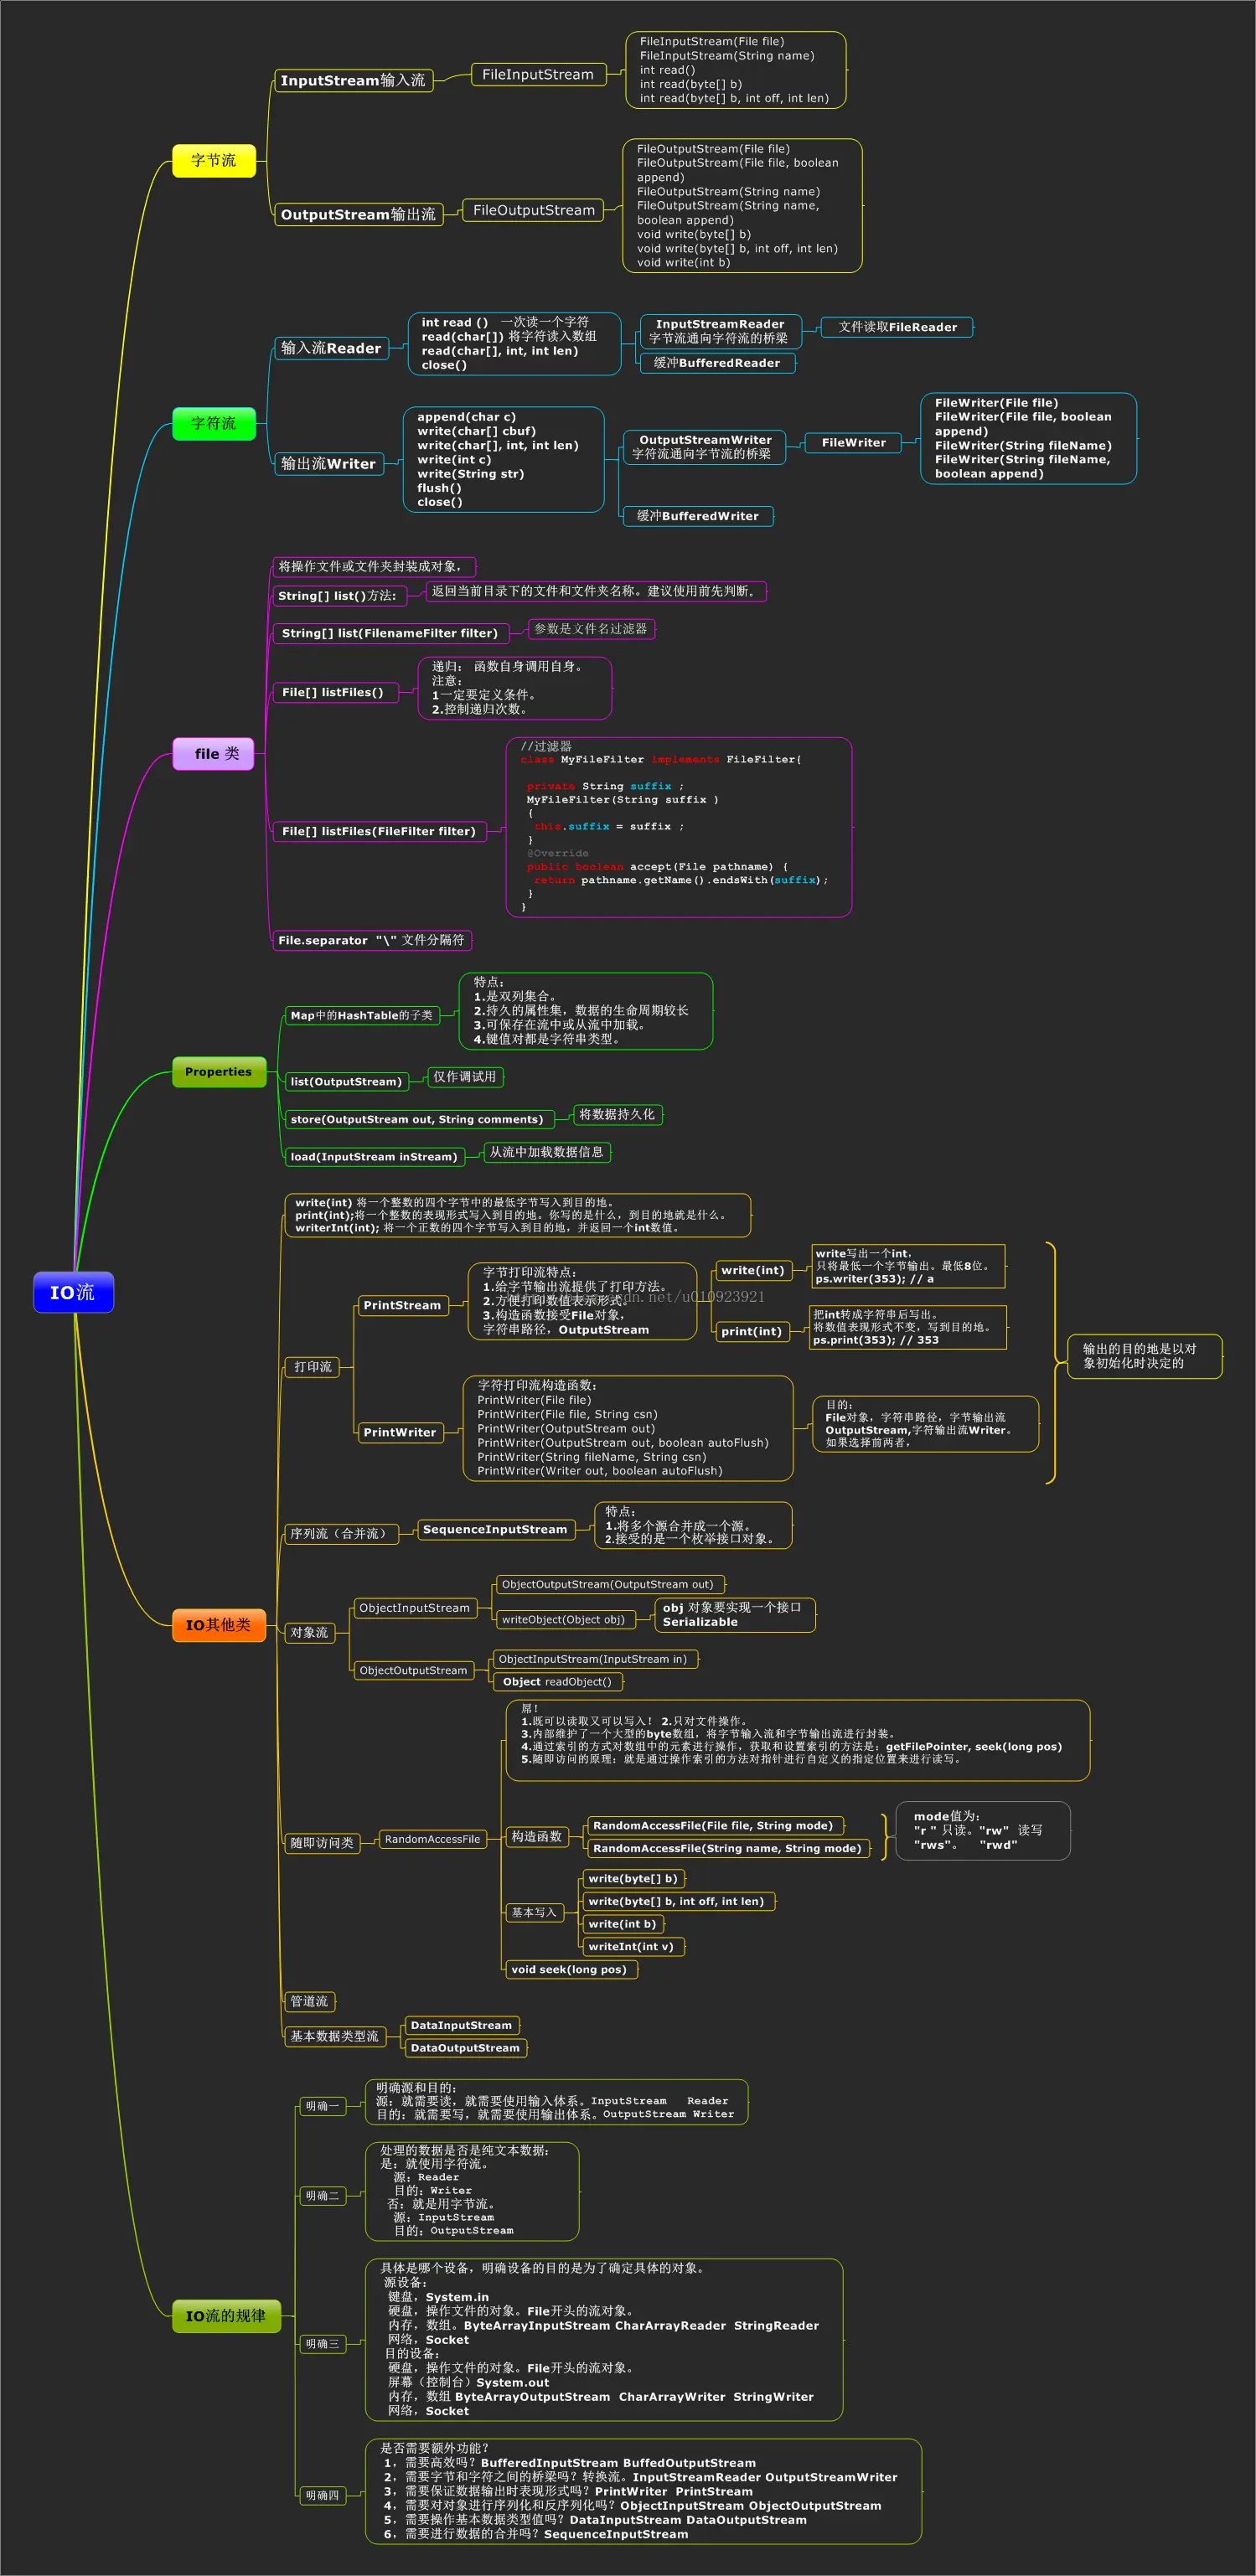 IO流
字节流
InputStream输入流
FileInputStream
FileInputStream(File file)
FileInputStream(String name)
int read()
int read(byte[] b)
int read(byte[] b, int off, int len)
OutputStream输出流
FileOutputStream
FileOutputStream(File file)
FileOutputStream(File file, boolean
append)
FileOutputStream(String name)
FileOutputStream(String name,
boolean append)
void write(byte[] b)
void write(byte[] b, int off, int len)
void write(int b)
字符流
输入流Reader
int read () 一次读一个字符
read(char[]) 将字符读入数组
read(char[], int, int len)
close()
InputStreamReader
字节流通向字符流的桥梁
文件读取FileReader
缓冲BufferedReader
输出流Writer
append(char c)
write(char[] cbuf)
write(char[], int, int len)
write(int c)
write(String str)
flush()
close()
OutputStreamWriter
字符流通向字节流的桥梁
FileWriter
FileWriter(File file)
FileWriter(File file, boolean
append)
FileWriter(String fileName)
FileWriter(String fileName,
boolean append)
缓冲BufferedWriter
file 类
将操作文件或文件夹封装成对象，
String[] list()方法:
返回当前目录下的文件和文件夹名称。建议使用前先判断。
String[] list(FilenameFilter filter)
参数是文件名过滤器
File[] listFiles()
递归： 函数自身调用自身。
注意：
1一定要定义条件。
2.控制递归次数。
File[] listFiles(FileFilter filter)
//过滤器
class MyFileFilter implements FileFilter{
private String suffix ;
MyFileFilter(String suffix )
{
this.suffix = suffix ;
}
@Override
public boolean accept(File pathname) {
return pathname.getName().endsWith(suffix);
}
}
File.separator "\" 文件分隔符
Properties
Map中的HashTable的子类
特点：
1.是双列集合。
2.持久的属性集，数据的生命周期较长
3.可保存在流中或从流中加载。
4.键值对都是字符串类型。
list(OutputStream)
仅作调试用
store(OutputStream out, String comments)
将数据持久化
load(InputStream inStream)
从流中加载数据信息
IO其他类
write(int) 将一个整数的四个字节中的最低字节写入到目的地。
print(int);将一个整数的表现形式写入到目的地。你写的是什么，到目的地就是什么。
writerInt(int); 将一个正数的四个字节写入到目的地，并返回一个int数值。
打印流
PrintStream
字节打印流特点：
1.给字节输出流提供了打印方法。
2.方便打印数值表示形式。
3.构造函数接受File对象，
字符串路径，OutputStream
write(int)
write写出一个int，
只将最低一个字节输出。最低8位。
ps.writer(353); // a
print(int)
把int转成字符串后写出。
将数值表现形式不变，写到目的地。
ps.print(353); // 353
PrintWriter
字符打印流构造函数：
PrintWriter(File file)
PrintWriter(File file, String csn)
PrintWriter(OutputStream out)
PrintWriter(OutputStream out, boolean autoFlush)
PrintWriter(String fileName, String csn)
PrintWriter(Writer out, boolean autoFlush)
目的：
File对象，字符串路径，字节输出流
OutputStream,字符输出流Writer。
如果选择前两者，
输出的目的地是以对
象初始化时决定的
序列流（合并流）
SequenceInputStream
特点：
1.将多个源合并成一个源。
2.接受的是一个枚举接口对象。
对象流
ObjectInputStream
ObjectOutputStream(OutputStream out)
writeObject(Object obj)
obj 对象要实现一个接口
Serializable
ObjectOutputStream
ObjectInputStream(InputStream in)
Object readObject()
随即访问类
RandomAccessFile
屌！
1.既可以读取又可以写入！ 2.只对文件操作。
3.内部维护了一个大型的byte数组，将字节输入流和字节输出流进行封装。
4.通过索引的方式对数组中的元素进行操作，获取和设置索引的方法是：getFilePointer, seek(long pos)
5.随即访问的原理：就是通过操作索引的方法对指针进行自定义的指定位置来进行读写。
构造函数
RandomAccessFile(File file, String mode)
RandomAccessFile(String name, String mode)
mode值为：
"r " 只读。"rw" 读写
"rws"。 "rwd"
基本写入
write(byte[] b)
write(byte[] b, int off, int len)
write(int b)
writeInt(int v)
void seek(long pos)
管道流
基本数据类型流
DataInputStream
DataOutputStream
IO流的规律
明确一
明确源和目的：
源：就需要读，就需要使用输入体系。InputStream Reader
目的：就需要写，就需要使用输出体系。OutputStream Writer
明确二
处理的数据是否是纯文本数据：
是：就使用字符流。
源：Reader
目的：Writer
否：就是用字节流。
源：InputStream
目的：OutputStream
明确三
具体是哪个设备，明确设备的目的是为了确定具体的对象。
源设备：
键盘，System.in
硬盘，操作文件的对象。File开头的流对象。
内存，数组。ByteArrayInputStream CharArrayReader StringReader
网络，Socket
目的设备：
硬盘，操作文件的对象。File开头的流对象。
屏幕（控制台）System.out
内存，数组 ByteArrayOutputStream CharArrayWriter StringWriter
网络，Socket
明确四
是否需要额外功能？
1，需要高效吗？BufferedInputStream BuffedOutputStream
2，需要字节和字符之间的桥梁吗？转换流。InputStreamReader OutputStreamWriter
3，需要保证数据输出时表现形式吗？PrintWriter PrintStream
4，需要对对象进行序列化和反序列化吗？ObjectInputStream ObjectOutputStream
5，需要操作基本数据类型值吗？DataInputStream DataOutputStream
6，需要进行数据的合并吗？SequenceInputStream